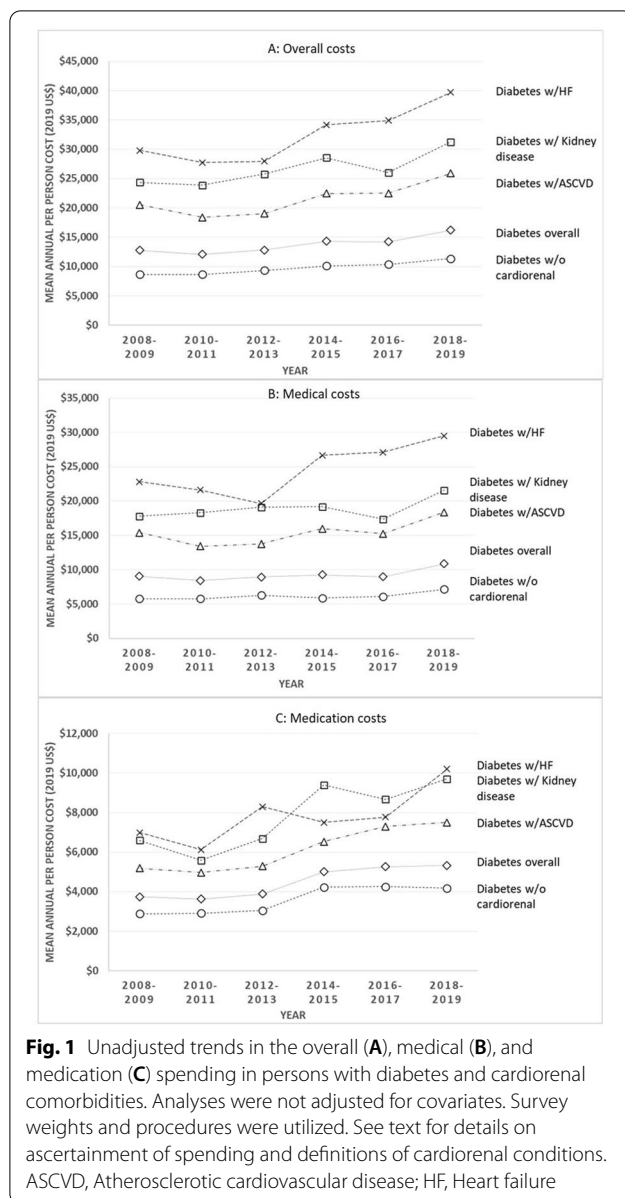 A: Overall costs
MEAN ANNUAL PER PERSON COST (2019 US$)
$45,000
$40,000
$35,000
$30,000
$25,000
$20,000
$15,000
$10,000
$5,000
$0
Diabetes w/HF
Diabetes w/ Kidney
disease
Diabetes w/ASCVD
Diabetes overall
Diabetes w/o
cardiorenal
2008- 2010- 2012- 2014- 2016- 2018-
2009 2011 2013 2015 2017 2019
YEAR
B: Medical costs
MEAN ANNUAL PER PERSON COST (2019 US$)
$35,000
$30,000
$25,000
$20,000
$15,000
$10,000
$5,000
$0
Diabetes w/HF
Diabetes w/ Kidney
disease
Diabetes w/ASCVD
Diabetes overall
Diabetes w/o
cardiorenal
2008- 2010- 2012- 2014- 2016- 2018-
2009 2011 2013 2015 2017 2019
YEAR
C: Medication costs
MEAN ANNUAL PER PERSON COST (2019 US$)
$12,000
$10,000
$8,000
$6,000
$4,000
$2,000
$0
Diabetes w/HF
Diabetes w/ Kidney
disease
Diabetes w/ASCVD
Diabetes overall
Diabetes w/o
cardiorenal
2008- 2010- 2012- 2014- 2016- 2018-
2009 2011 2013 2015 2017 2019
YEAR
Fig. 1 Unadjusted trends in the overall (A), medical (B), and
medication (C) spending in persons with diabetes and cardiorenal
comorbidities. Analyses were not adjusted for covariates. Survey
weights and procedures were utilized. See text for details on
ascertainment of spending and definitions of cardorenal conditions.
ASCVD, Atherosclerotic cardiovascular disease; HF, Heart failure